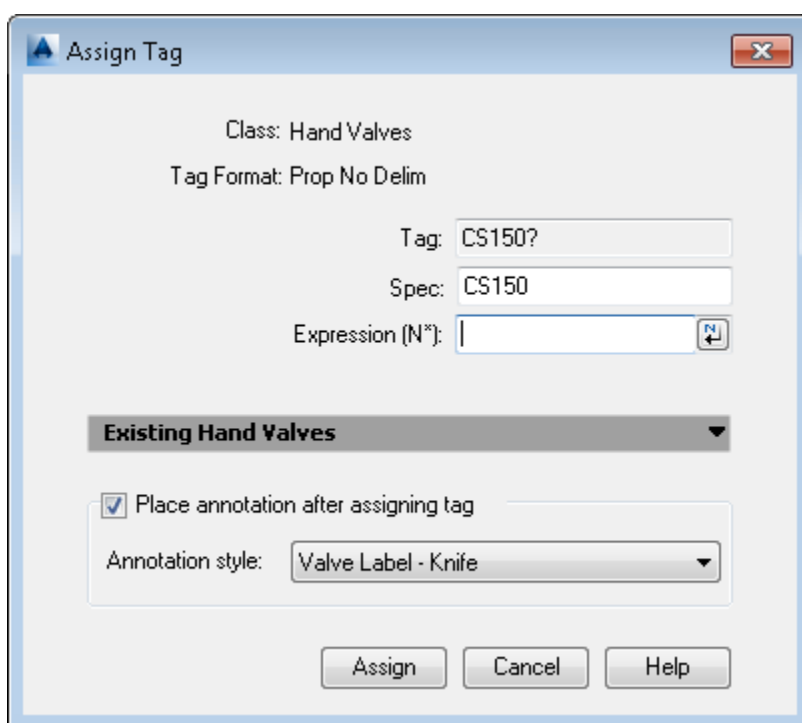 Assign Tag
Class: Hand Valves
Tag Format: Prop No Delim
Tag: CS150?
Spec: CS150
Expression (N*):
N
Existing Hand Valves
Place annotation after assigning tag
Annotation style: Valve Label - Knife
Assign Cancel Help